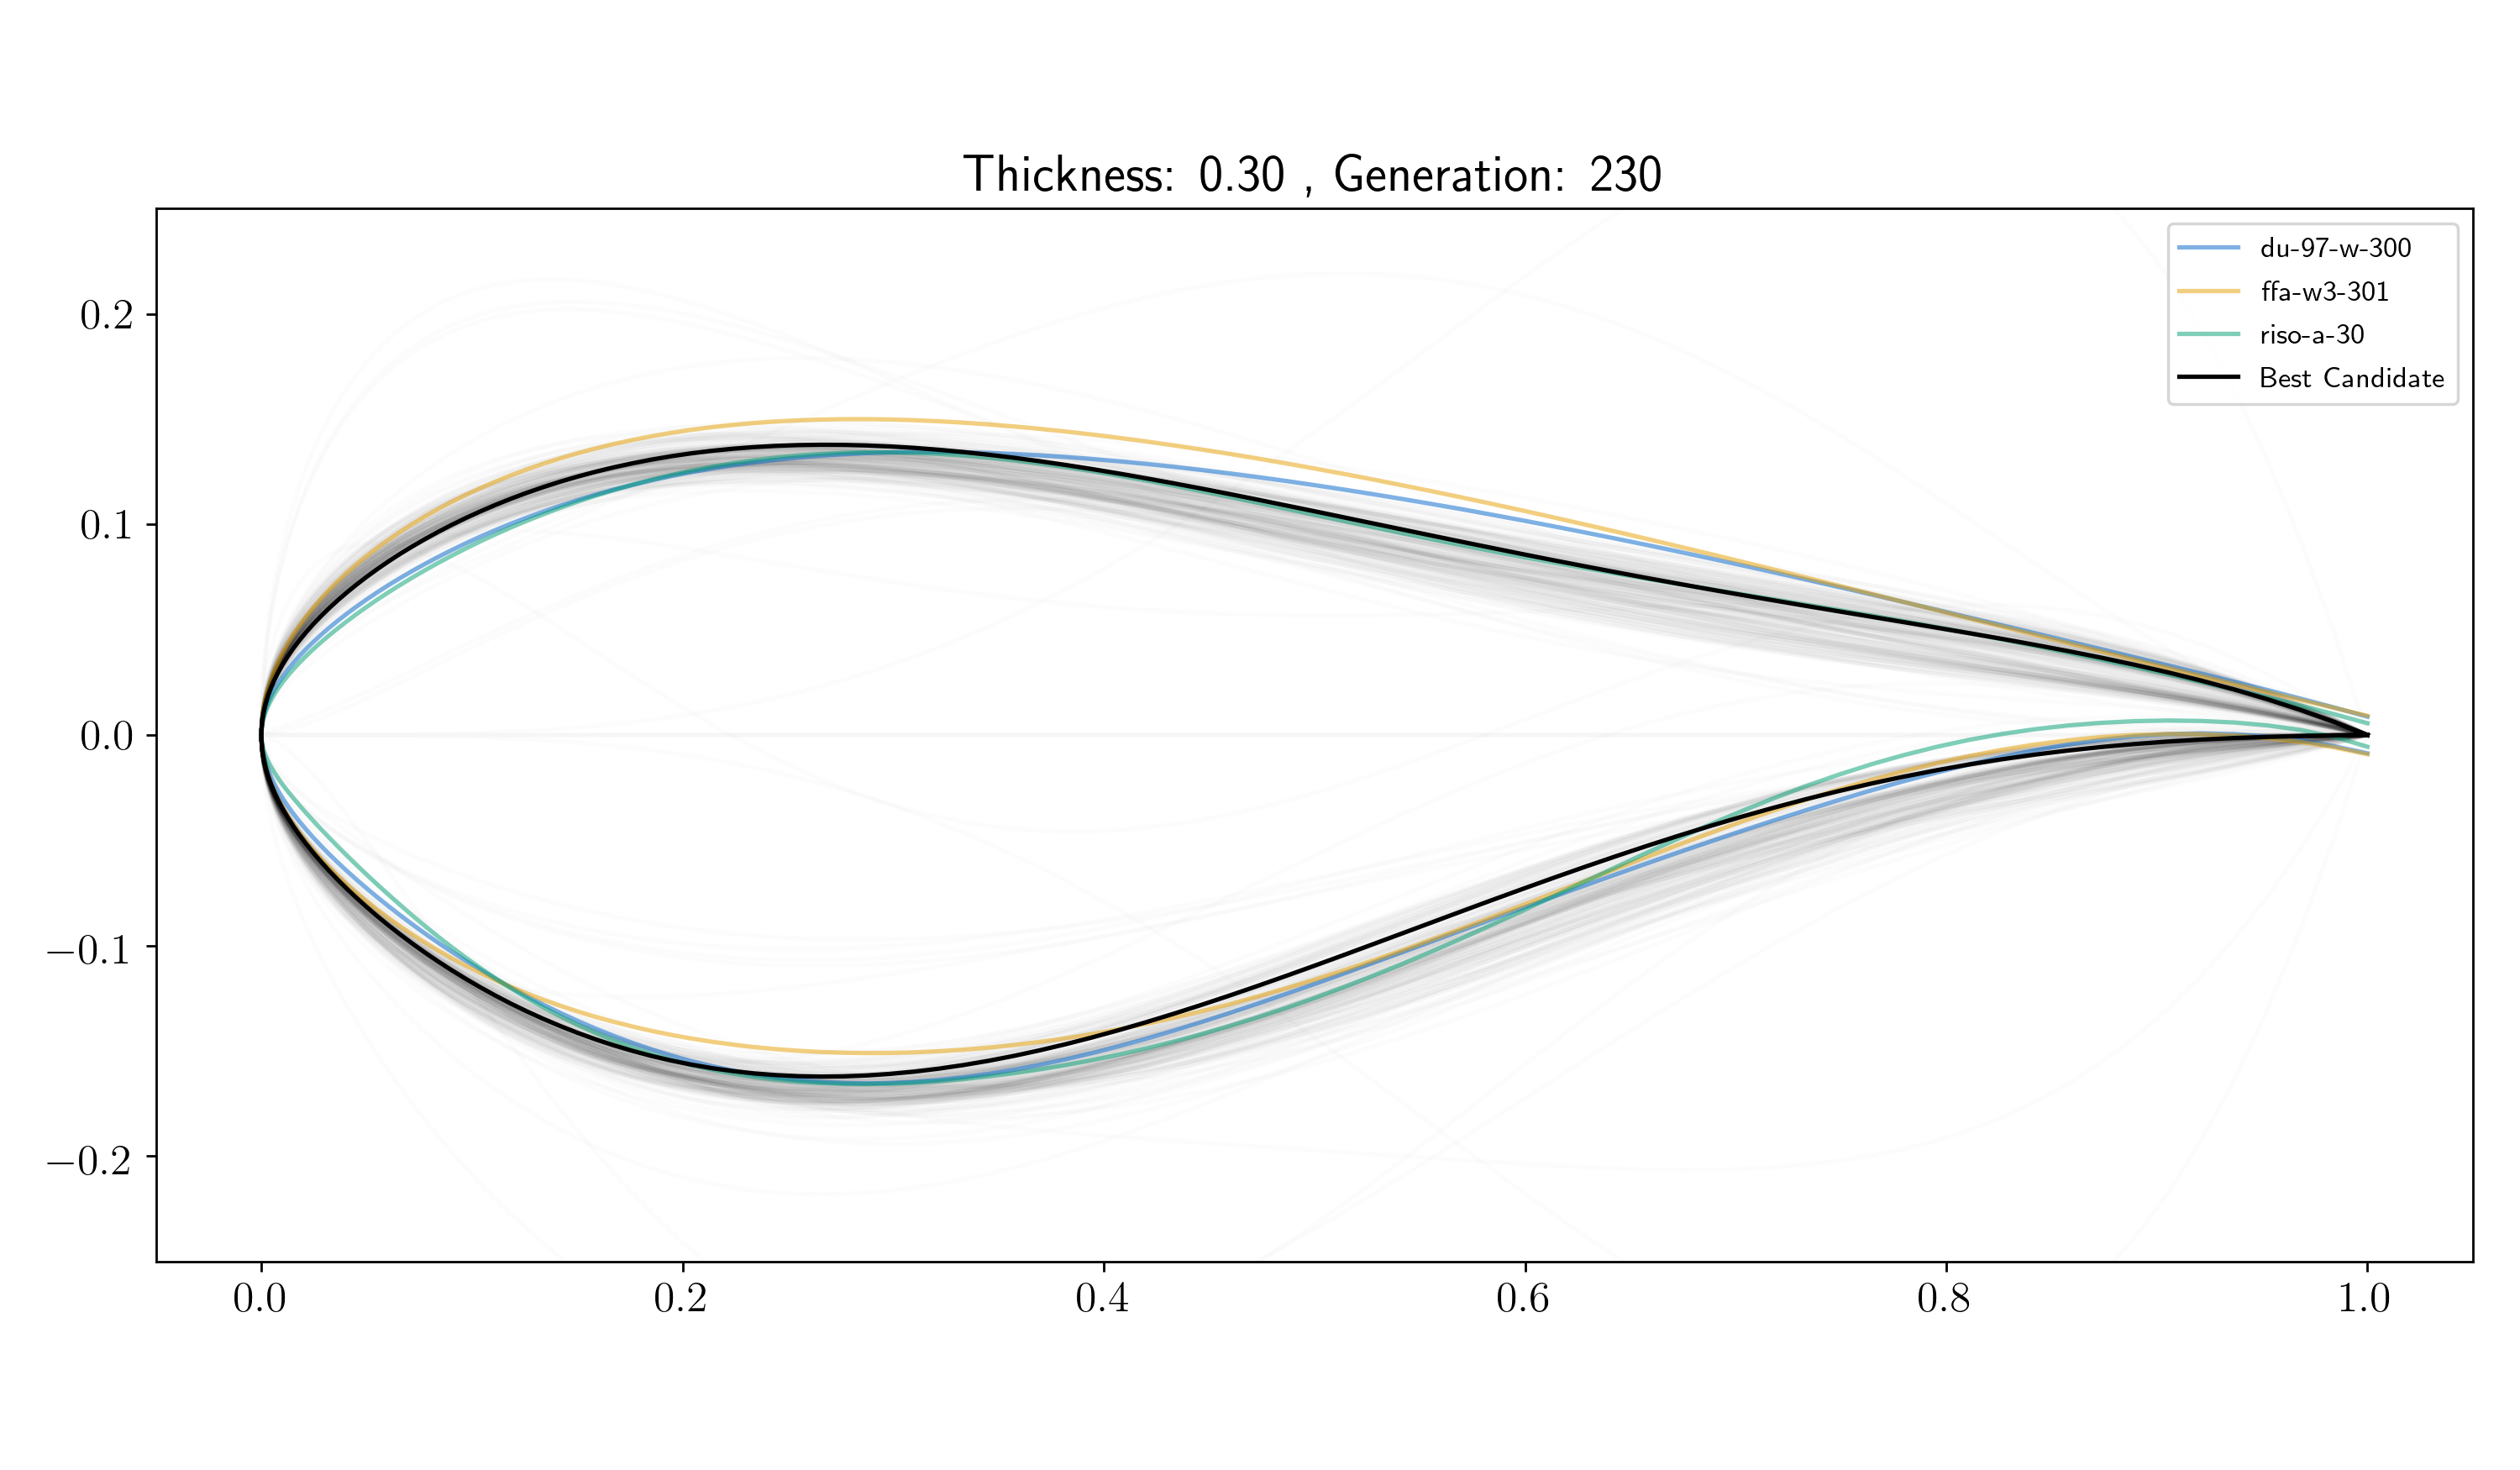 Thickness: 0.30 , Generation: 230
du-97-w-300
ffa-w3-301
riso-a-30
Best Candidate
0.2
0.1
0.0
−0.1
−0.2
0.0 0.2 0.4 0.6 0.8 1.0